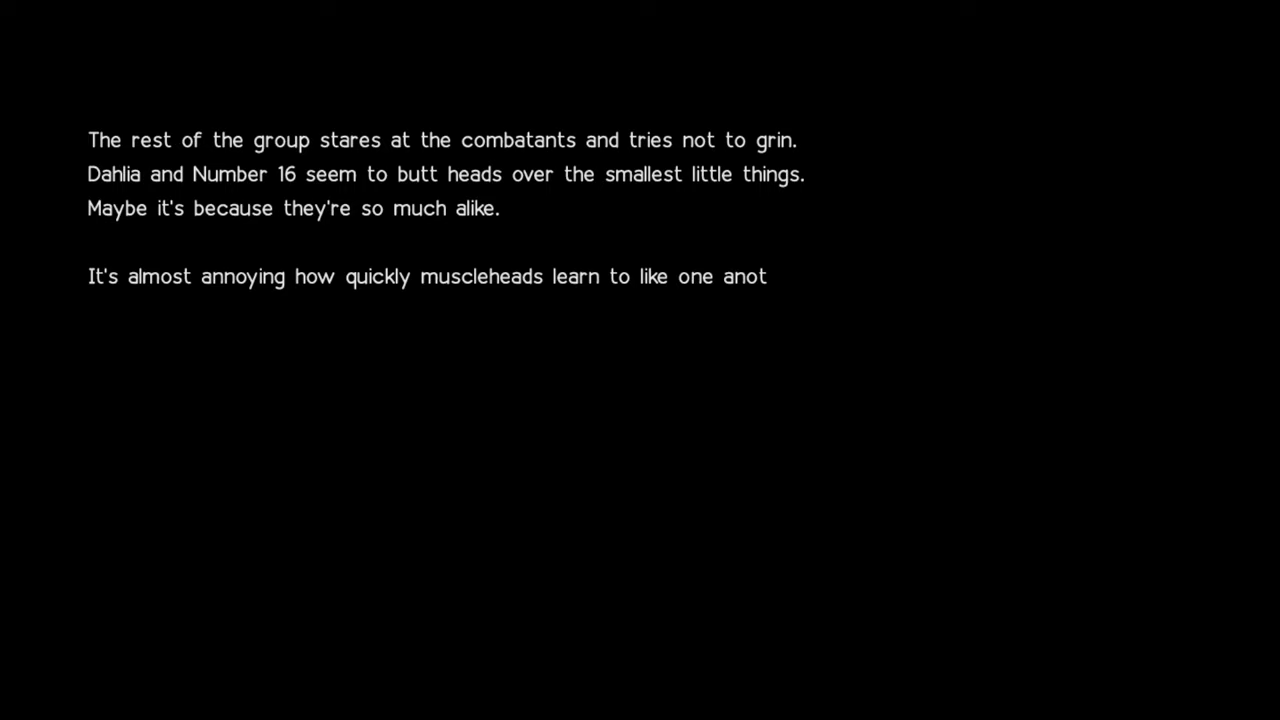 The rest of the group stares at the combatants and tries not to grin.
Dahlia and Number 16 seem to butt heads over the smallest little things.
Maybe it's because they're so much alike.
It's almost annoying how quickly muscleheads learn to like one anot